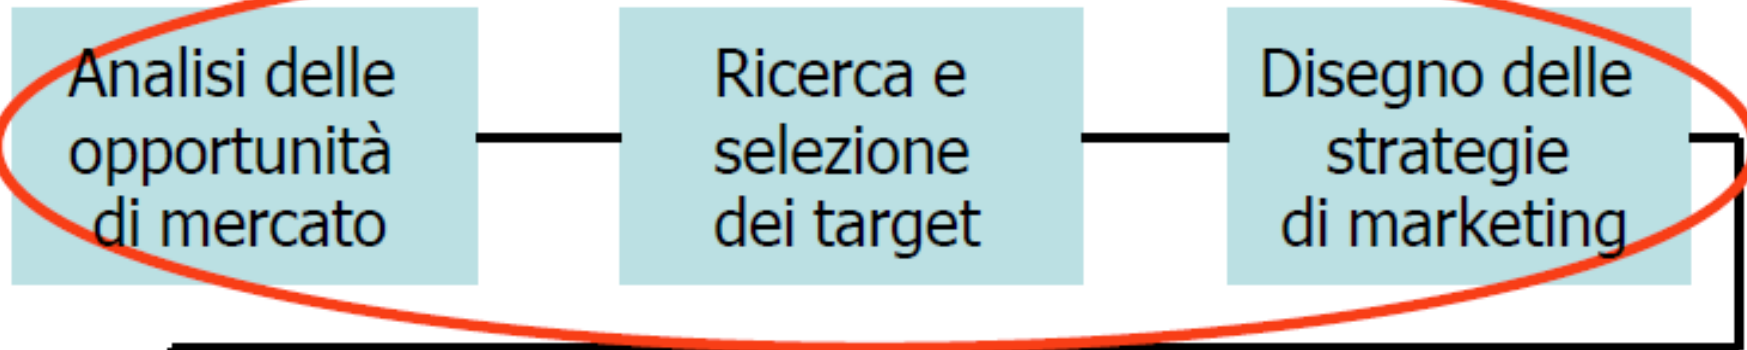 Analisi delle
opportunità
di mercato
Ricerca e
selezione
dei target
Disegno delle
strategie
di marketing